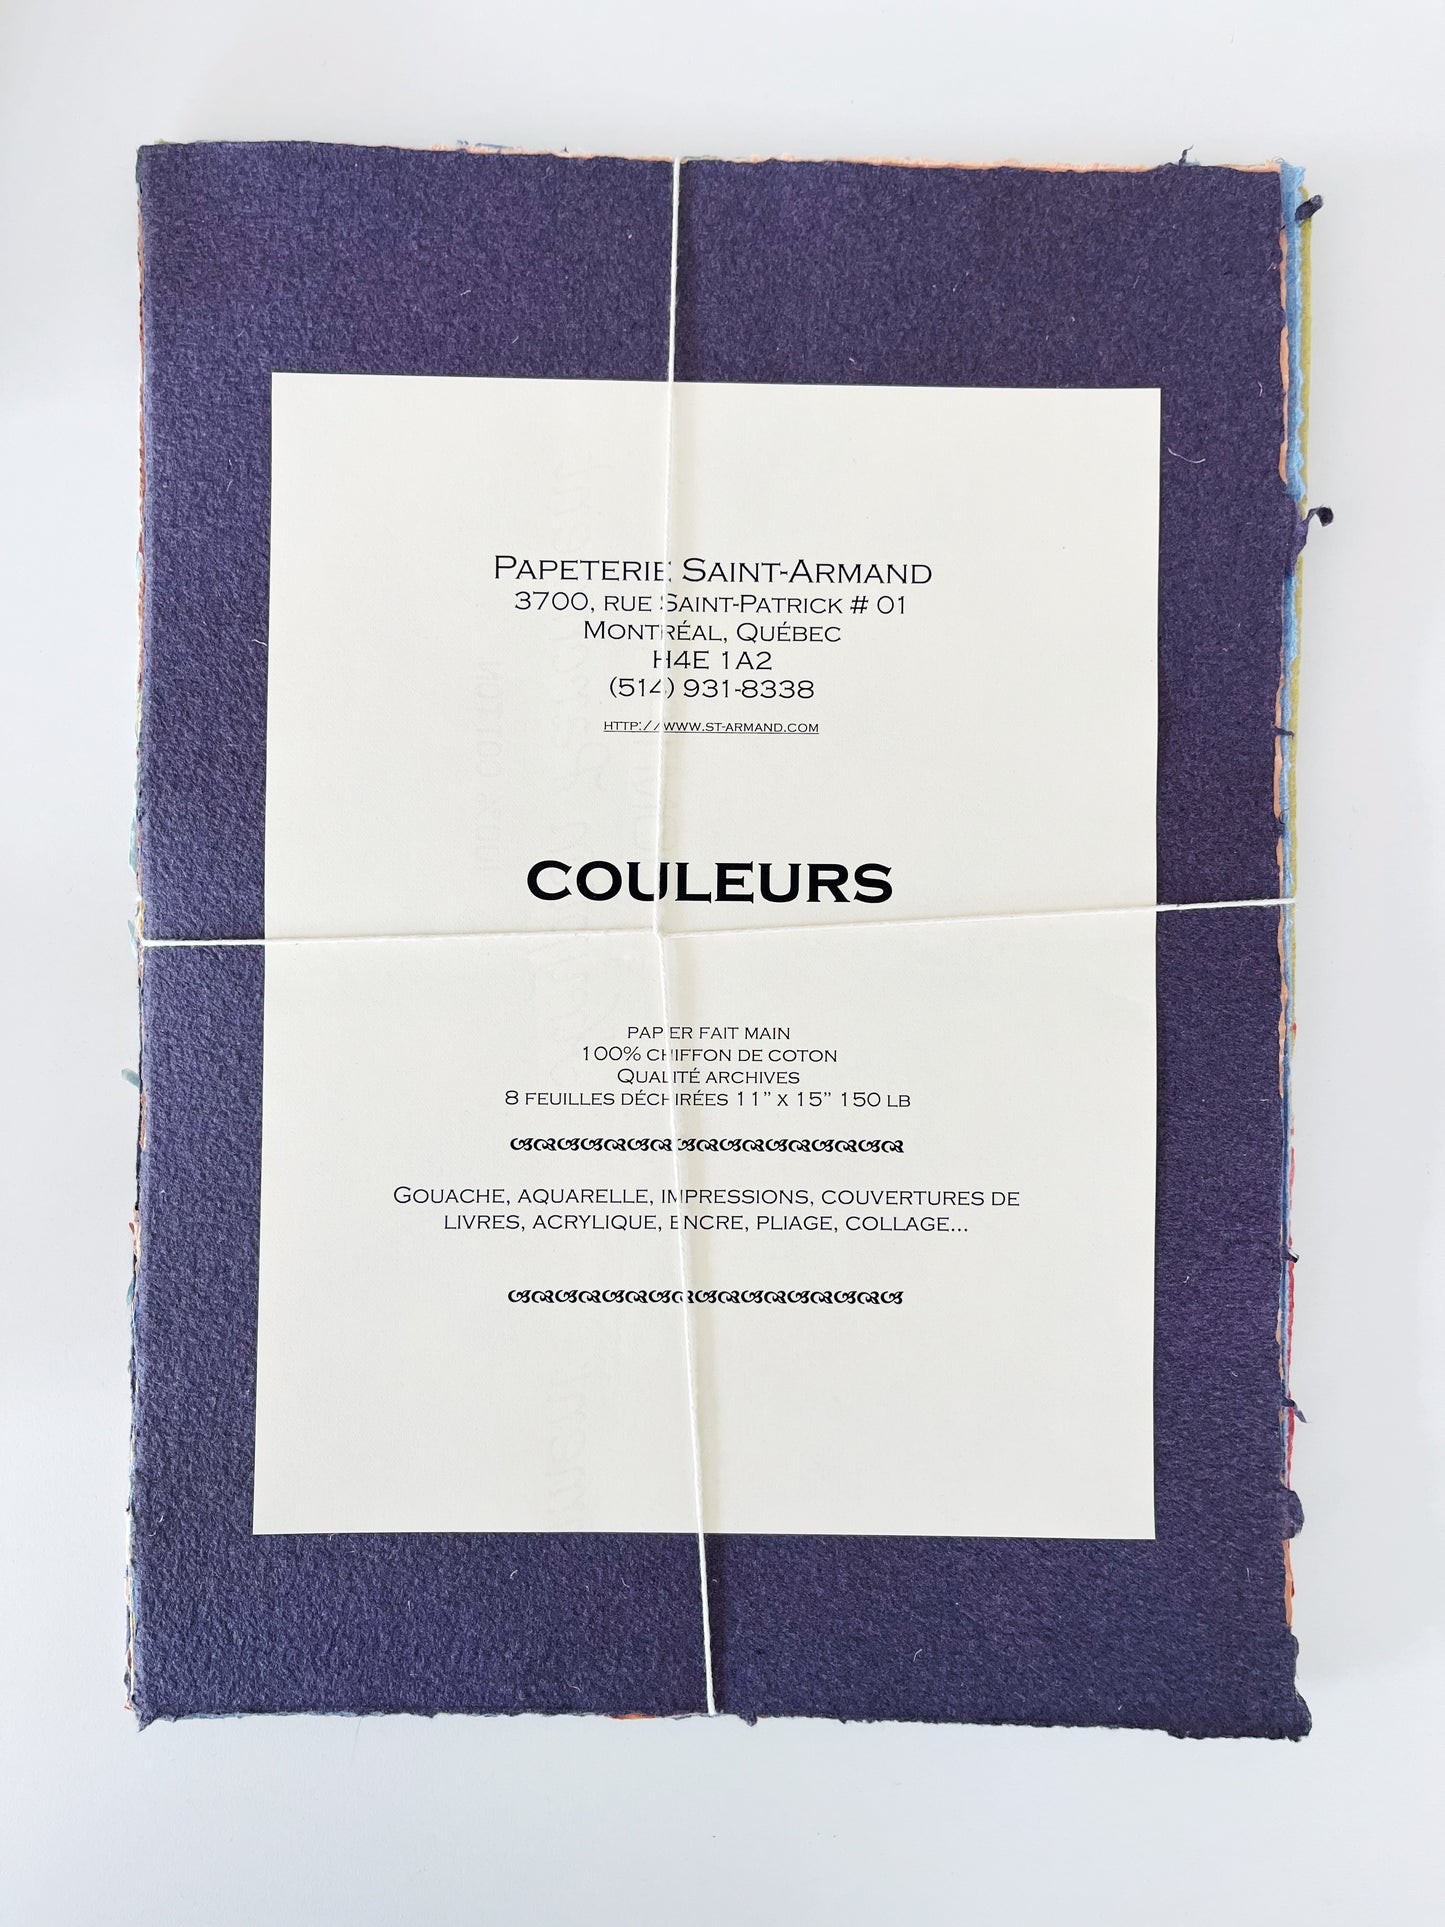 Papeterie Saint-Armand
3700, rue Saint-Patrick # 01
Montréal, Québec
H4E 1A2
(514) 931-8338
http://www.st-armand.com
COULEURS
papier fait main
100% chiffon de coton
Qualité archives
8 feuilles déchirées 11” x 15” 150 lb
Gouache, aquarelle, impressions, couvertures de
livres, acrylique, encre, pliage, collage...